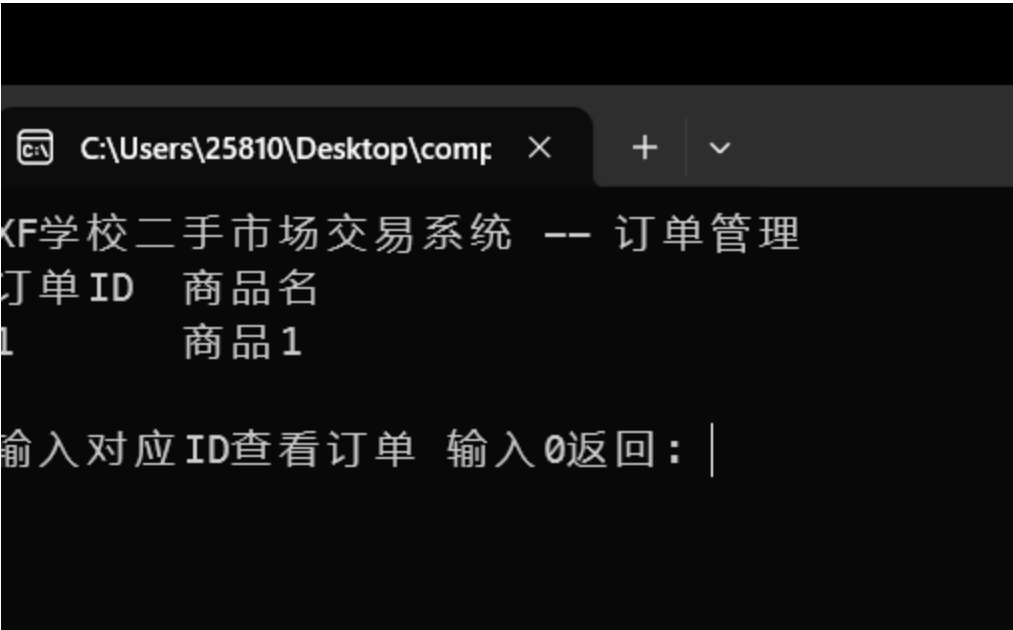 C:\Users\25810\Desktop\comp
XF学校二手市场交易系统 -- 订单管理
订单ID 商品名
1 商品1
输入对应ID查看订单 输入0返回: